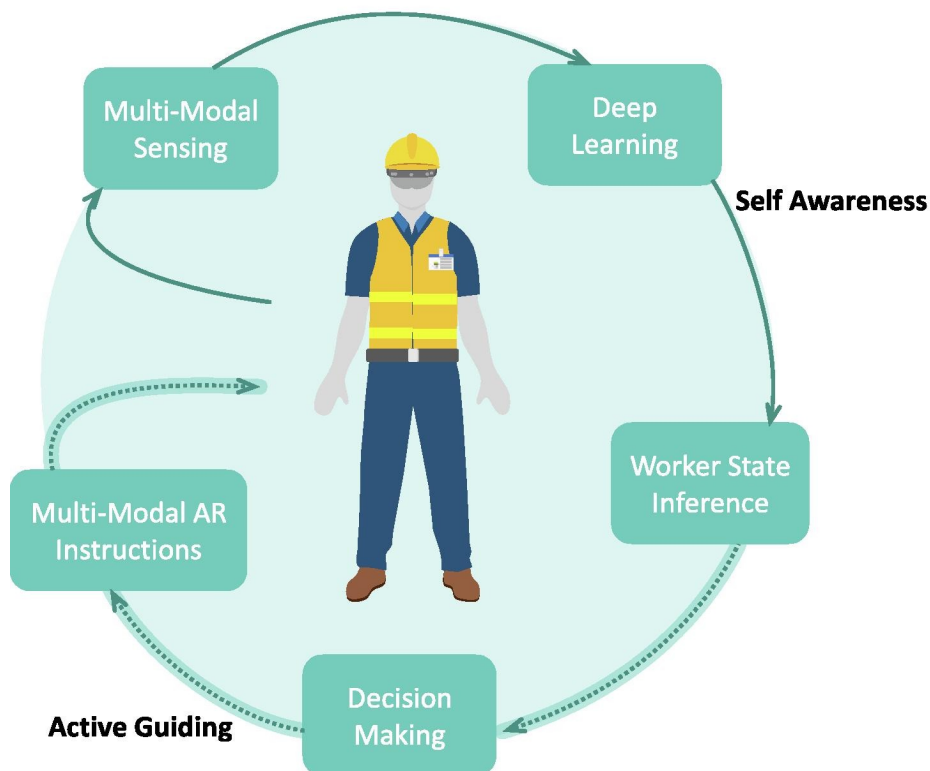 Multi-Modal
Sensing
Deep
Learning
Self Awareness
Worker State
Inference
Multi-Modal AR
Instructions
Decision
Making
Active Guiding